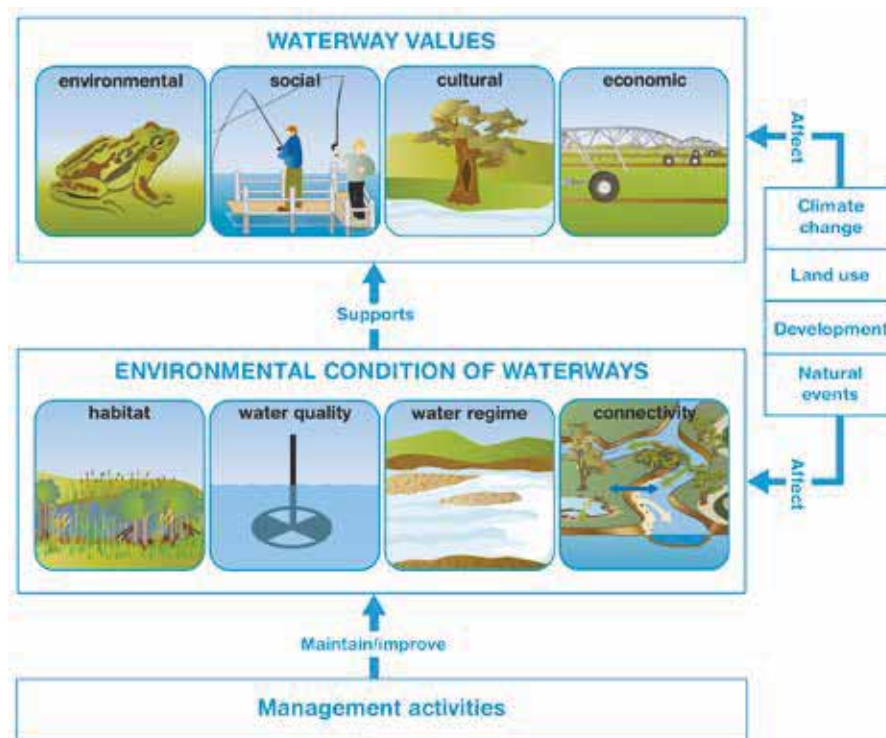 WATERWAY VALUES
environmental
social
cultural
economic
Affect
Climate
change
Land use
Development
Natural
events
Supports
ENVIRONMENTAL CONDITION OF WATERWAYS
habitat
water quality
water regime
connectivity
Affect
Maintain/improve
Management activities